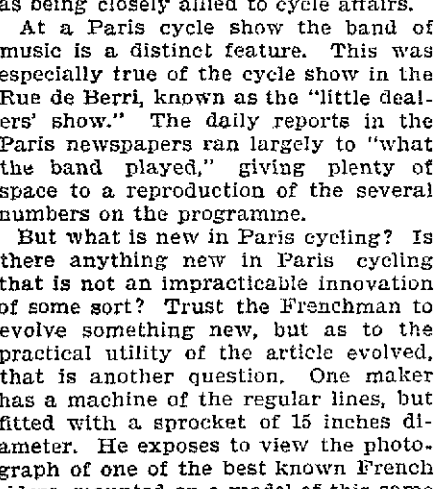 as being closely allied to cycle affairs.
At a Paris cycle show the band of
music is a distinct feature. This was
especially true of the cycle show in the
Rue de Berri, known as the "little deal-
ers' show." The daily reports in the
Paris newspapers ran largely to "what
the band played," giving plenty of
space to a reproduction of the several
numbers on the programme.
But what is new in Paris cycling? Is
there anything new in Paris cycling
that is not an impracticable innovation
of some sort? Trust the Frenchman to
evolve something new, but as to the
practical utility of the article evolved,
that is another question. One maker
has a machine of the regular lines, but
fitted with a sprocket of 15 inches di-
ameter. He exposes to view the photo-
graph of one of the best known French
mounted on a model of this same